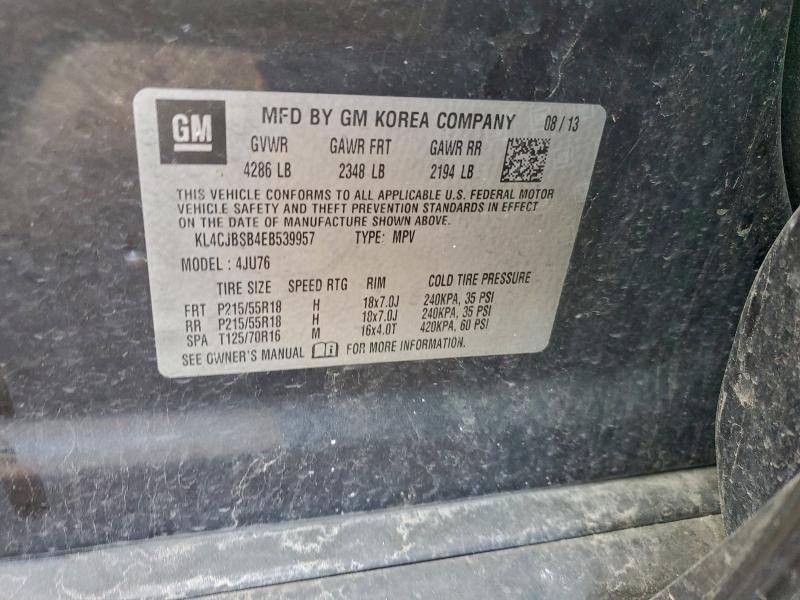 GM MFD BY GM KOREA COMPANY 08 / 13
GVWR GAWR FRT GAWR RR
4286 LB 2348 LB 2194 LB
THIS VEHICLE CONFORMS TO ALL APPLICABLE U.S. FEDERAL MOTOR
VEHICLE SAFETY AND THEFT PREVENTION STANDARDS IN EFFECT
ON THE DATE OF MANUFACTURE SHOWN ABOVE.
KL4CJBSB4EB539957 TYPE: MPV
MODEL : 4JU76
TIRE SIZE SPEED RTG RIM COLD TIRE PRESSURE
FRT P215/55R18 H 18x7.0J 240KPA, 35 PSI
RR P215/55R18 H 18x7.0J 240KPA, 35 PSI
SPA T125/70R16 M 16x4.0T 420KPA, 60 PSI
SEE OWNER'S MANUAL FOR MORE INFORMATION.